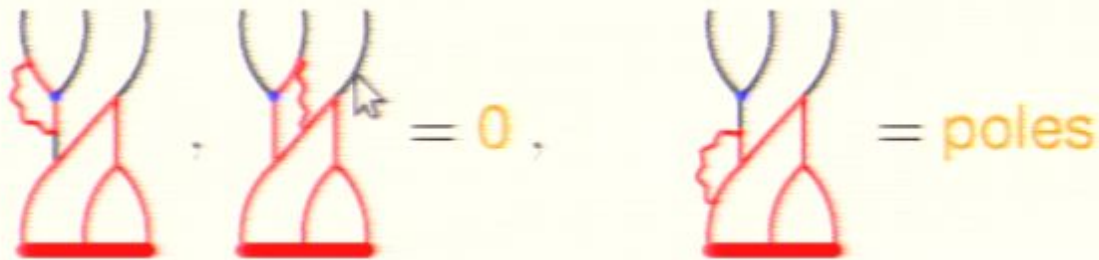 , = 0 , = poles